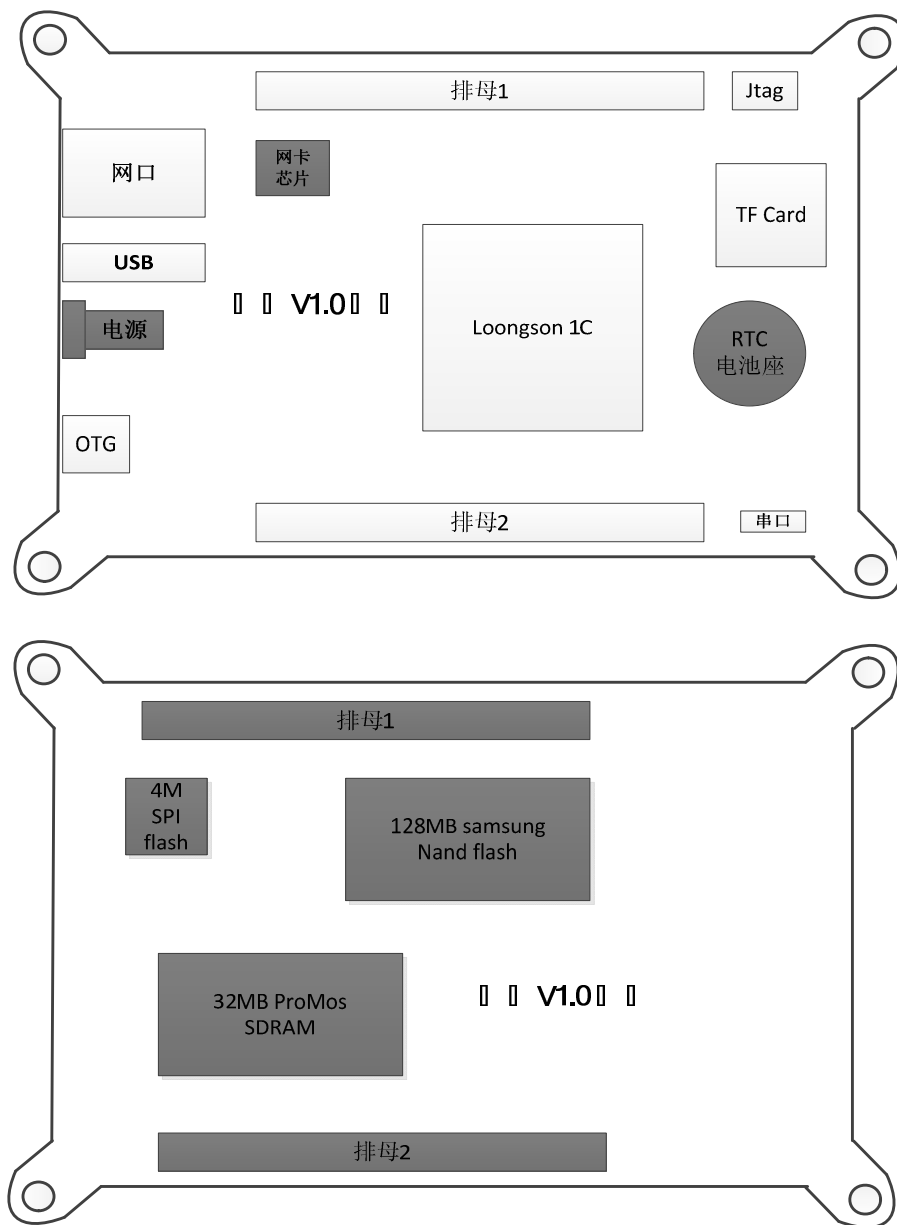 排母1
Jtag
网口
网卡
芯片
TF Card
USB
V1.0
电源
Loongson 1C
RTC
电池座
OTG
排母2
串口
排母1
4M
SPI
flash
128MB samsung
Nand flash
32MB ProMos
SDRAM
V1.0
排母2